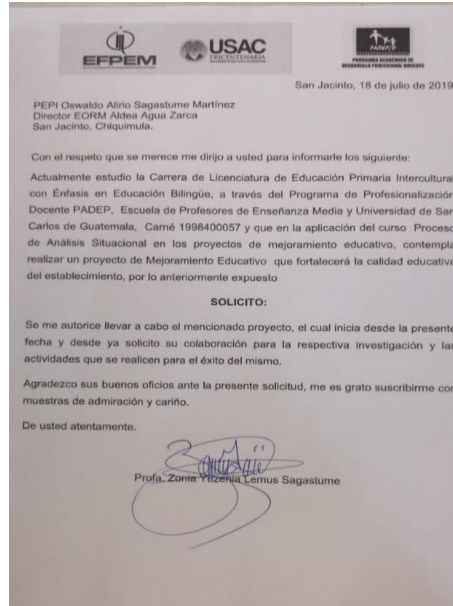 EFPEM
USAC
TRICENTENARIA
PADEP/D
PROGRAMA ACADÉMICO DE
DESARROLLO PROFESIONAL DOCENTE
San Jacinto, 18 de julio de 2019
PEPI Oswaldo Alirio Sagastume Martínez
Director EORM Aldea Agua Zarca
San Jacinto, Chiquimula.
Con el respeto que se merece me dirijo a usted para informarle los siguiente:
Actualmente estudio la Carrera de Licenciatura de Educación Primaria Intercultural
con Énfasis en Educación Bilingüe, a través del Programa de Profesionalización
Docente PADEP, Escuela de Profesores de Enseñanza Media y Universidad de San
Carlos de Guatemala, Carné 1998400057 y que en la aplicación del curso Proceso
de Análisis Situacional en los proyectos de mejoramiento educativo, contempla
realizar un proyecto de Mejoramiento Educativo que fortalecerá la calidad educativa
del establecimiento, por lo anteriormente expuesto
SOLICITO:
Se me autorice llevar a cabo el mencionado proyecto, el cual inicia desde la presente
fecha y desde ya solicito su colaboración para la respectiva investigación y las
actividades que se realicen para el éxito del mismo.
Agradezco sus buenos oficios ante la presente solicitud, me es grato suscribirme con
muestras de admiración y cariño.
De usted atentamente.
Profa. Zonia Yuzenia Lemus Sagastume